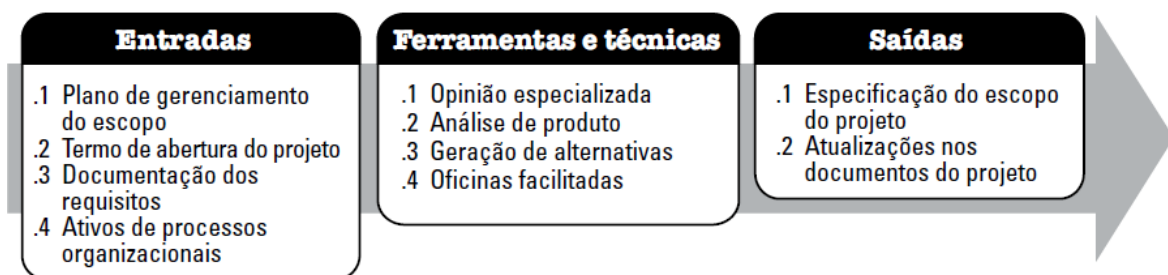 Entradas
.1 Plano de gerenciamento
do escopo
.2 Termo de abertura do projeto
.3 Documentação dos
requisitos
.4 Ativos de processos
organizacionais
Ferramentas e técnicas
.1 Opinião especializada
.2 Análise de produto
.3 Geração de alternativas
.4 Oficinas facilitadas
Saídas
.1 Especificação do escopo
do projeto
.2 Atualizações nos
documentos do projeto